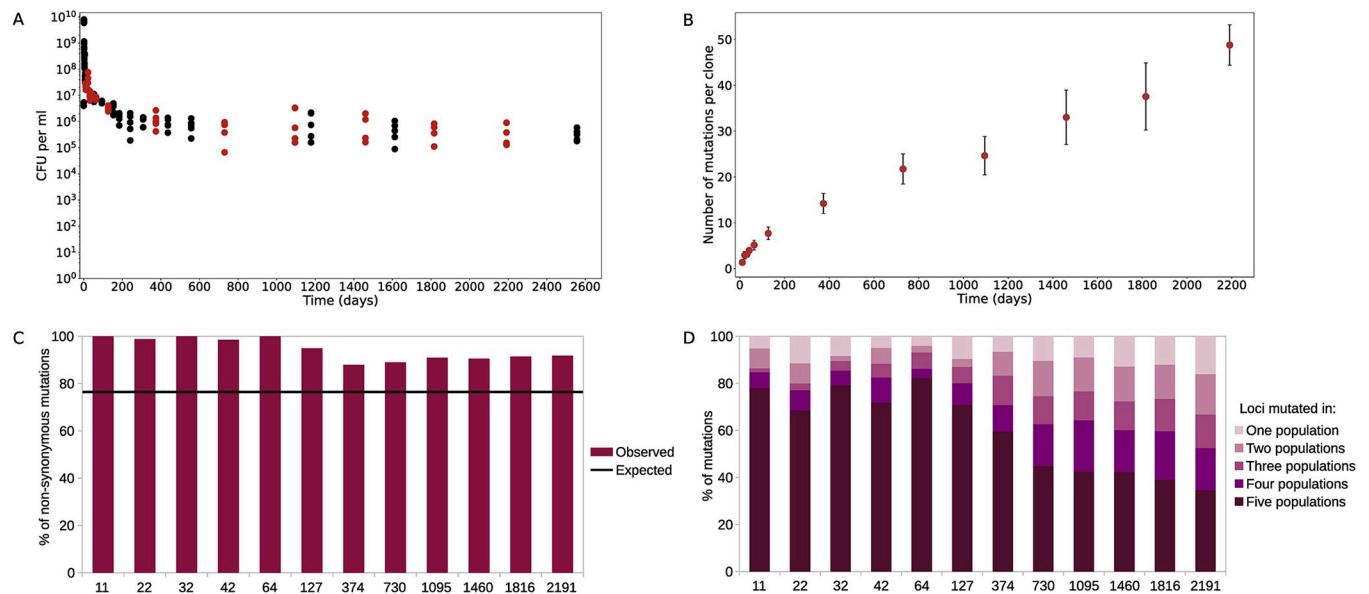 A
10^10
10^9
10^8
10^7
10^6
10^5
10^4
10^3
10^2
10^1
10^0
CFU per ml
0 200 400 600 800 1000 1200 1400 1600 1800 2000 2200 2400 2600
Time (days)
B
50
40
30
20
10
0
Number of mutations per clone
0 200 400 600 800 1000 1200 1400 1600 1800 2000 2200
Time (days)
C
100
80
60
40
20
0
% of non-synonymous mutations
11 22 32 42 64 127 374 730 1095 1460 1816 2191
Observed
Expected
D
100
80
60
40
20
0
% of mutations
11 22 32 42 64 127 374 730 1095 1460 1816 2191
Loci mutated in:
One population
Two populations
Three populations
Four populations
Five populations